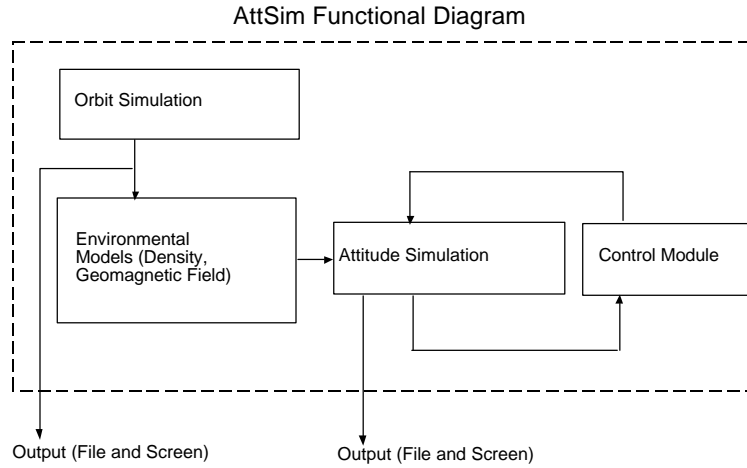 AttSim Functional Diagram
Orbit Simulation
Environmental
Models (Density,
Geomagnetic Field)
Attitude Simulation
Control Module
Output (File and Screen)
Output (File and Screen)